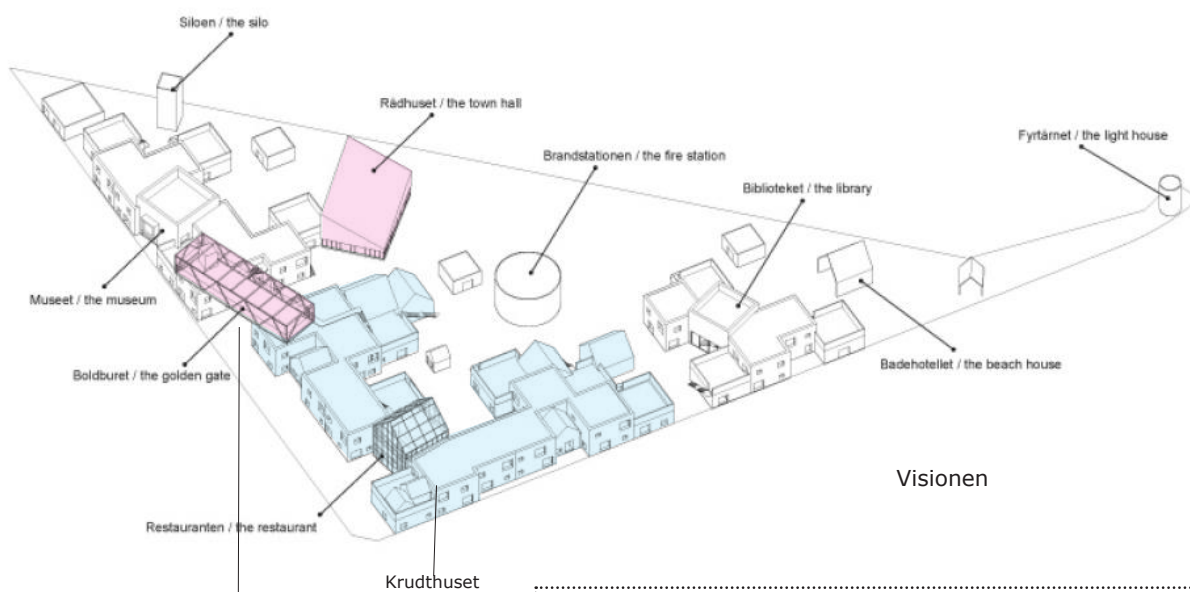 Siloen / the silo
Rådhuset / the town hall
Fyrtårnet / the light house
Brandstationen / the fire station
Biblioteket / the library
Museet / the museum
Badehotellet / the beach house
Boldburet / the golden gate
Visionen
Restauranten / the restaurant
Krudthuset